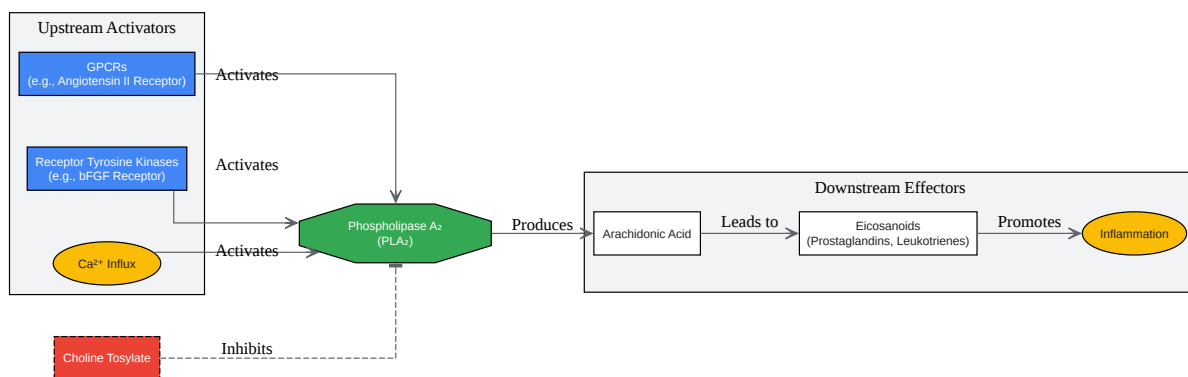 Upstream Activators
GPCRs
(e.g., Angiotensin II Receptor)
Activates
Receptor Tyrosine Kinases
(e.g., bFGF Receptor)
Activates
Ca²⁺ Influx
Activates
Phospholipase A₂
(PLA₂)
Produces
Downstream Effectors
Arachidonic Acid
Leads to
Eicosanoids
(Prostaglandins, Leukotrienes)
Promotes
Inflammation
Choline Tosylate
Inhibits